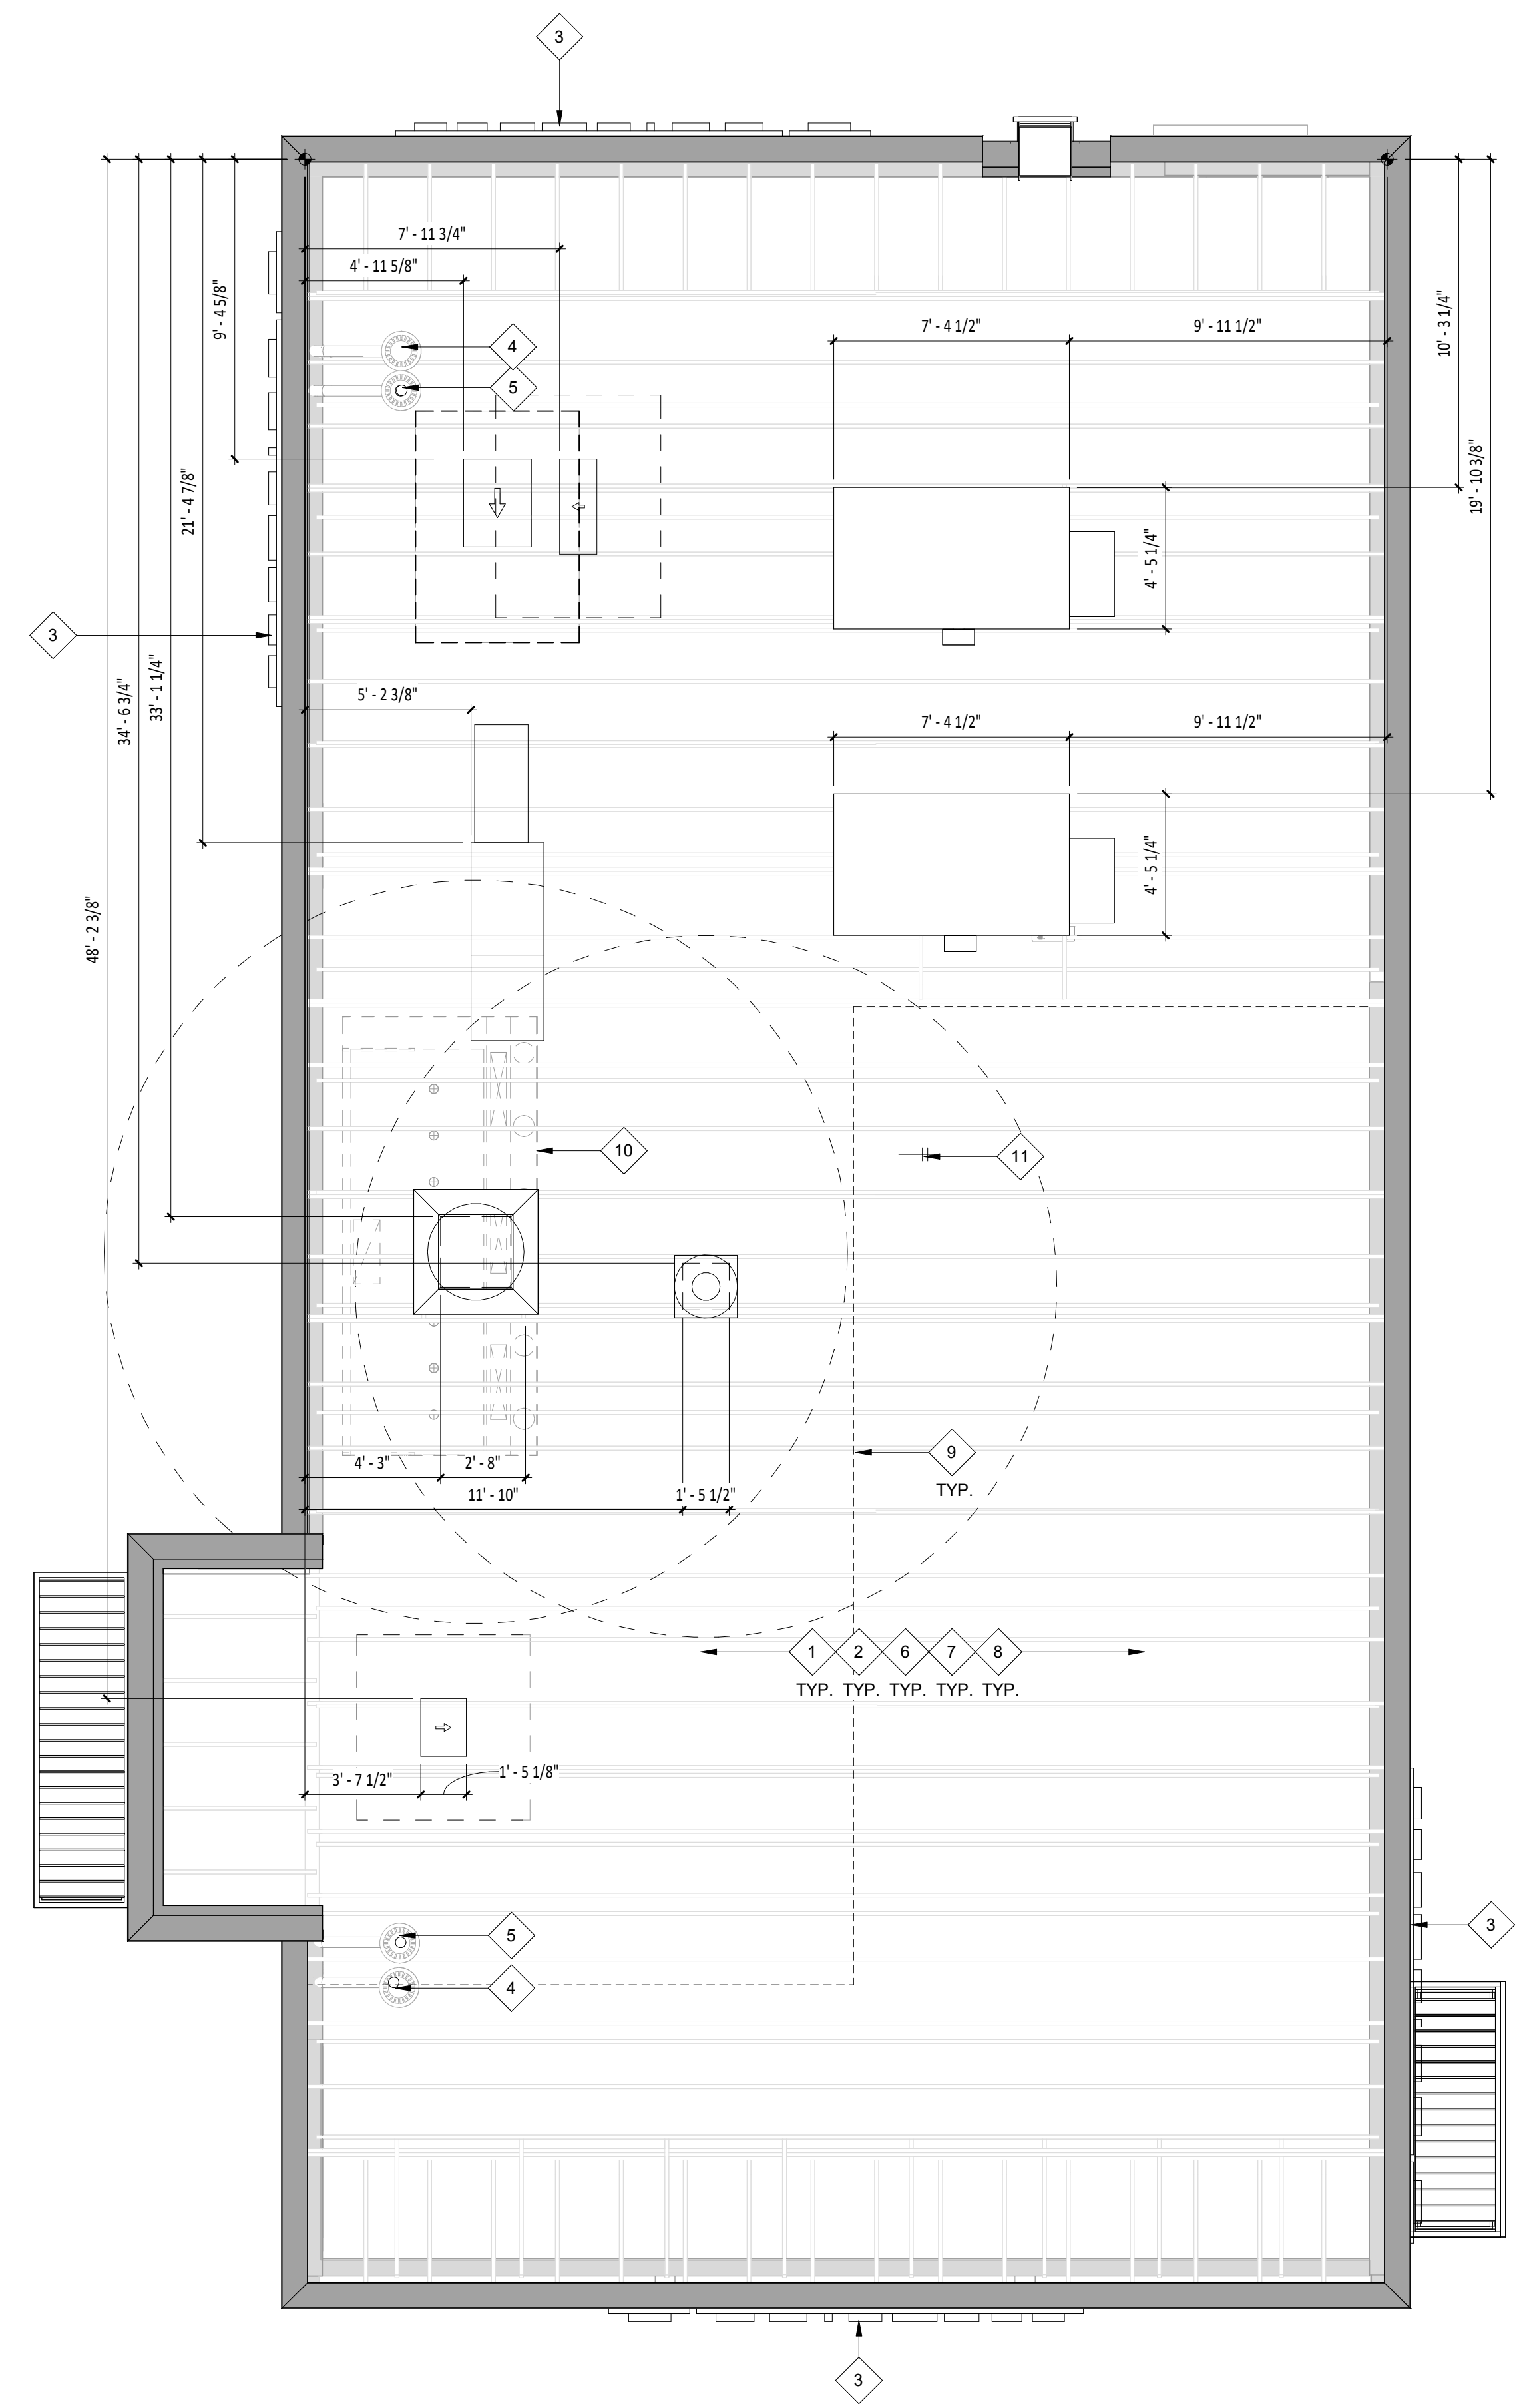 3
7' - 11 3/4"
4' - 11 5/8"
9' - 4 5/8"
4
5
7' - 4 1/2"
9' - 11 1/2"
10' - 3 1/4"
19' - 10 3/8"
21' - 4 7/8"
4' - 5 1/4"
3
34' - 6 3/4"
33' - 1 1/4"
5' - 2 3/8"
7' - 4 1/2"
9' - 11 1/2"
48' - 2 3/8"
4' - 5 1/4"
10
11
4' - 3"
2' - 8"
9
TYP.
11' - 10"
1' - 5 1/2"
1 2 6 7 8
TYP. TYP. TYP. TYP. TYP.
3' - 7 1/2"
1' - 5 1/8"
5
3
4
3